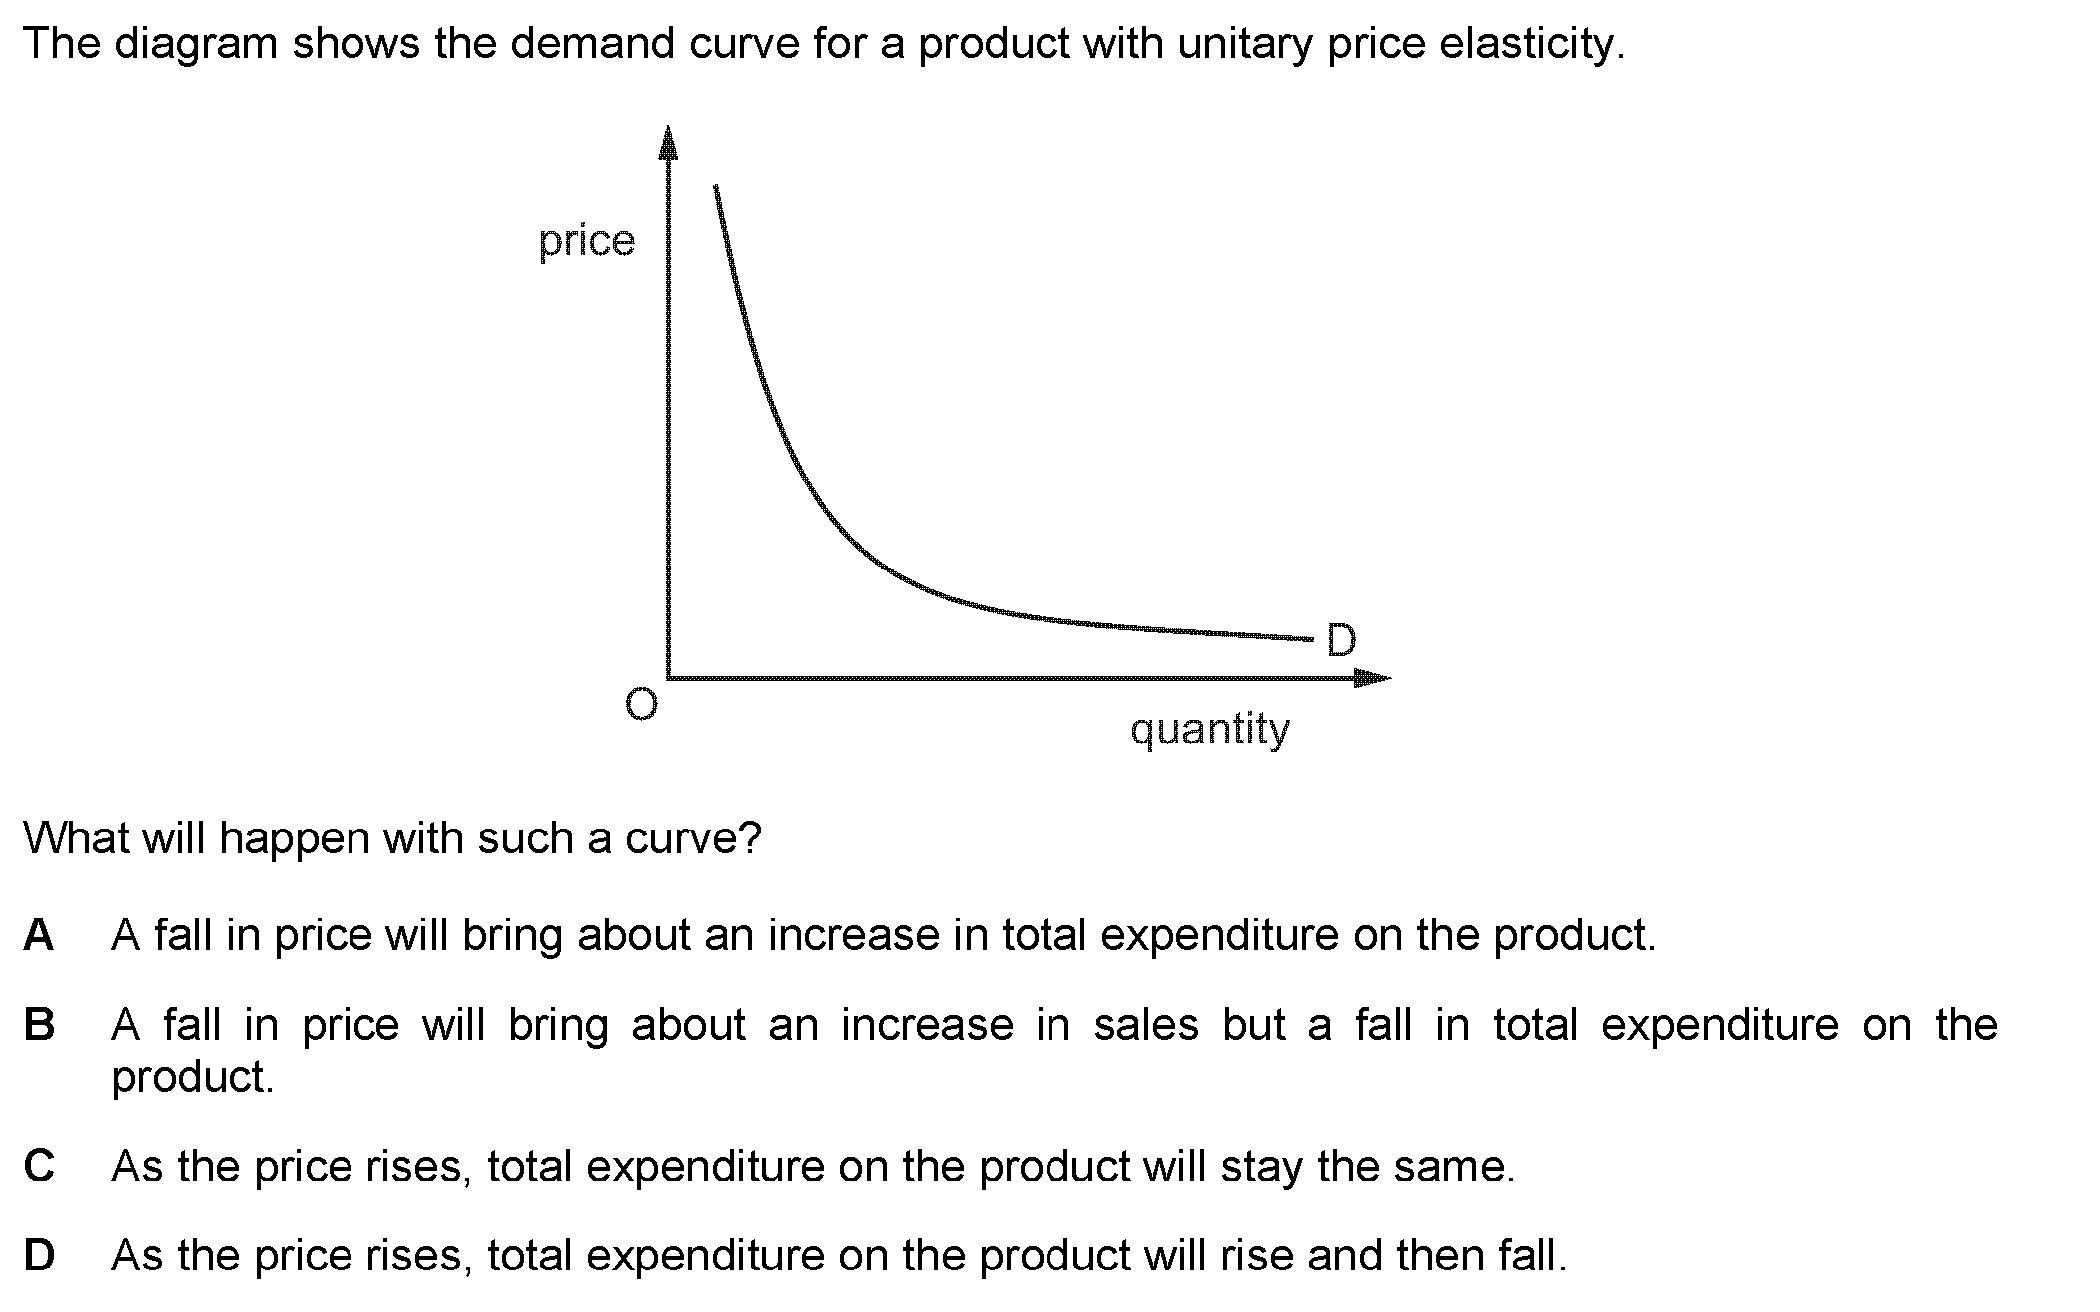 The diagram shows the demand curve for a product with unitary price elasticity.
price
D
O
quantity
What will happen with such a curve?
A A fall in price will bring about an increase in total expenditure on the product.
B A fall in price will bring about an increase in sales but a fall in total expenditure on the
product.
C As the price rises, total expenditure on the product will stay the same.
D As the price rises, total expenditure on the product will rise and then fall.